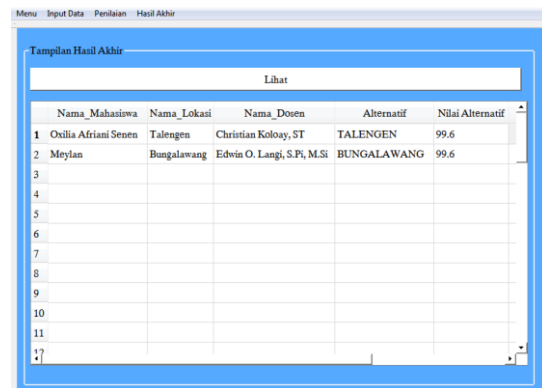 Menu Input Data Penilaian Hasil Akhir
Tampilan Hasil Akhir
Lihat
Nama_Mahasiswa Nama_Lokasi Nama_Dosen Alternatif Nilai Alternatif
1 Oxilia Afriani Senen Talengen Christian Koloay, ST TALENGEN 99.6
2 Meylan Bungalawang Edwin O. Langi, S.Pi, M.Si BUNGALAWANG 99.6
3
4
5
6
7
8
9
10
11
12